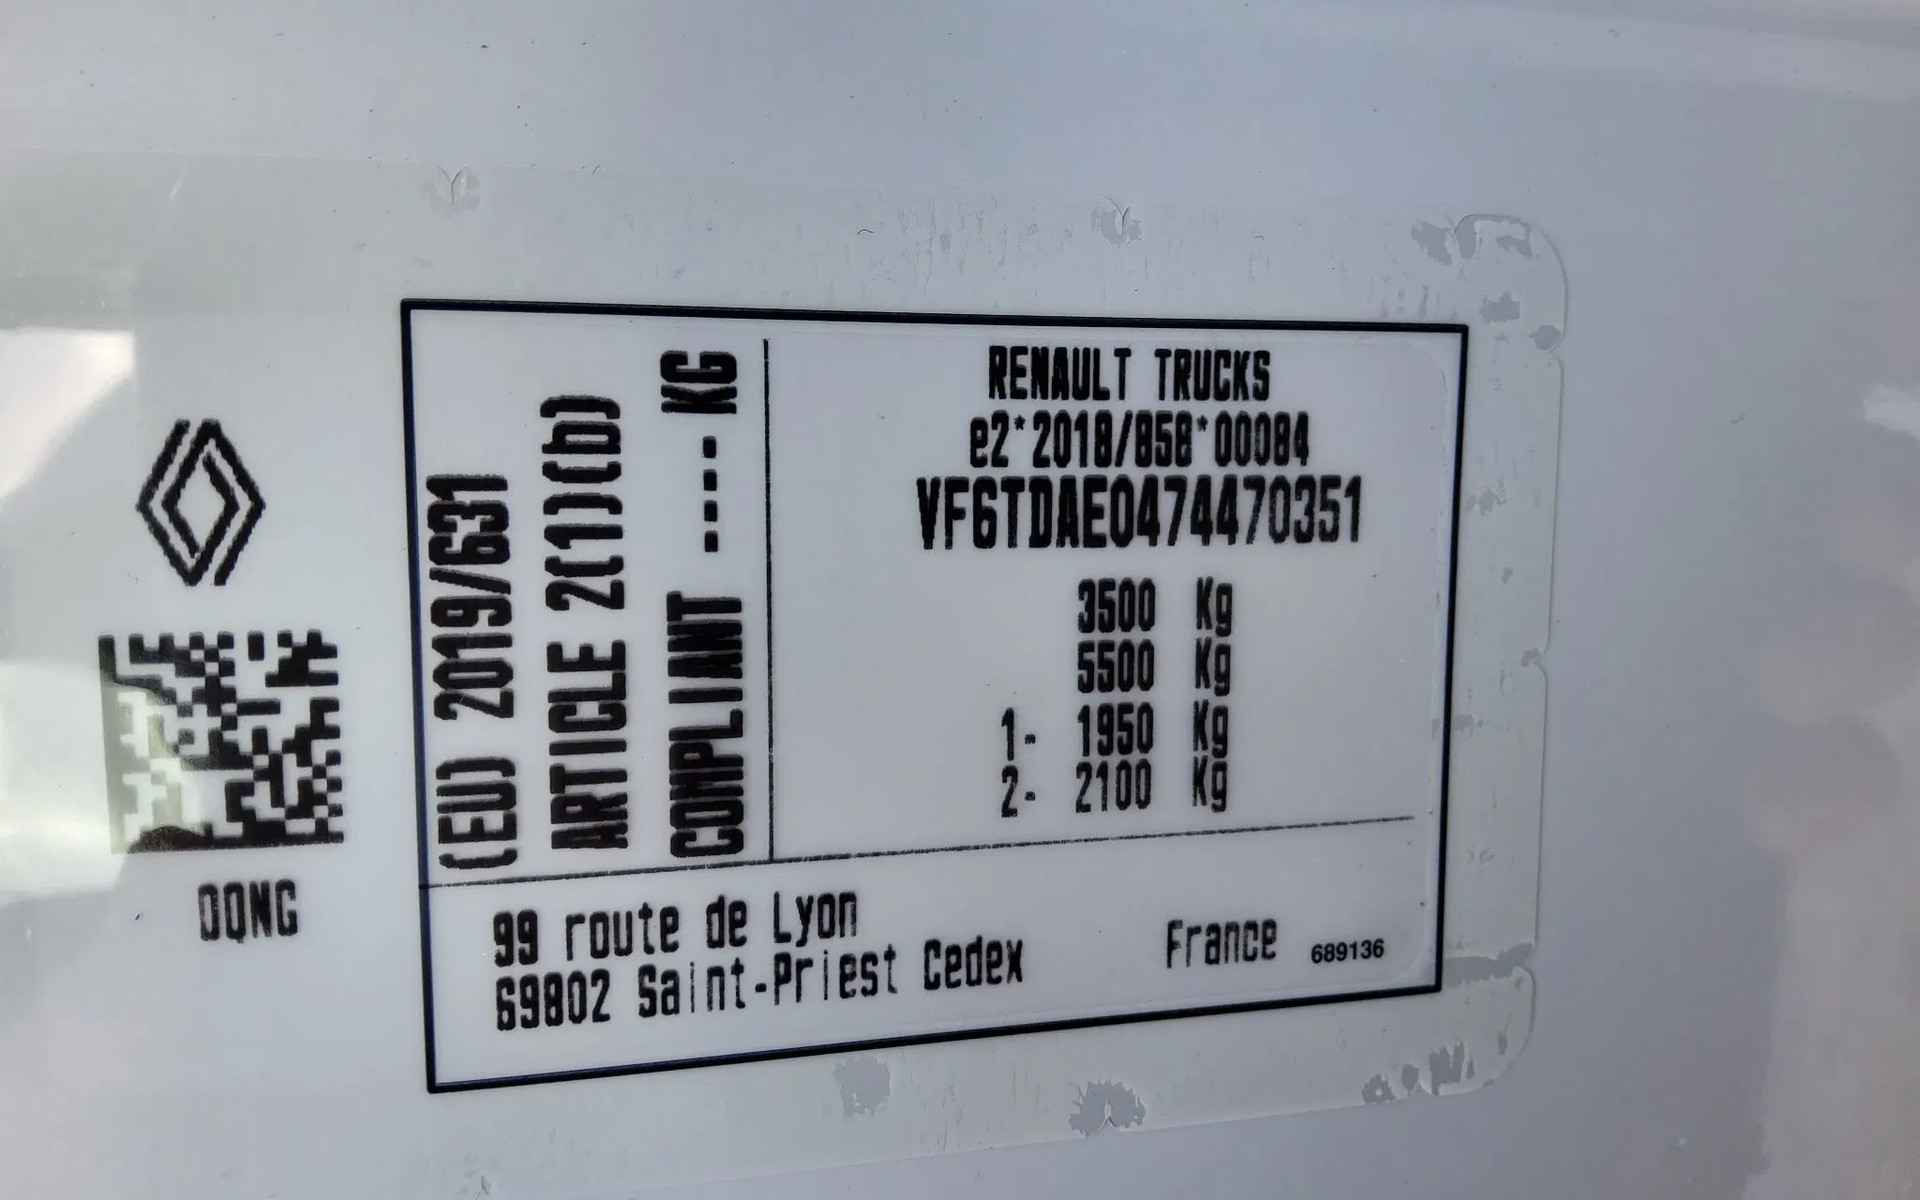 RENAULT TRUCKS
e2*2018/858*00084
VF6TDAE0474470351
3500 Kg
5500 Kg
1- 1950 Kg
2- 2100 Kg
(EU) 2019/631
ARTICLE 2(1)(b)
COMPLIANT ---- KG
OQNG
99 route de Lyon
69802 Saint-Priest Cedex France 689136